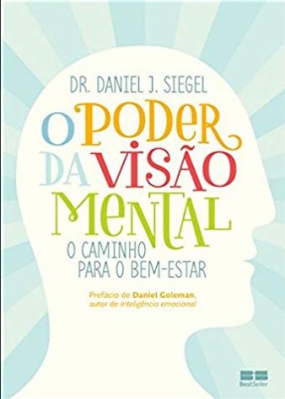 DR. DANIEL J. SIEGEL
O PODER
DA VISÃO
MENTAL
O CAMINHO
PARA O BEM-ESTAR
Prefácio de Daniel Goleman,
autor de Inteligência emocional
BestSeller